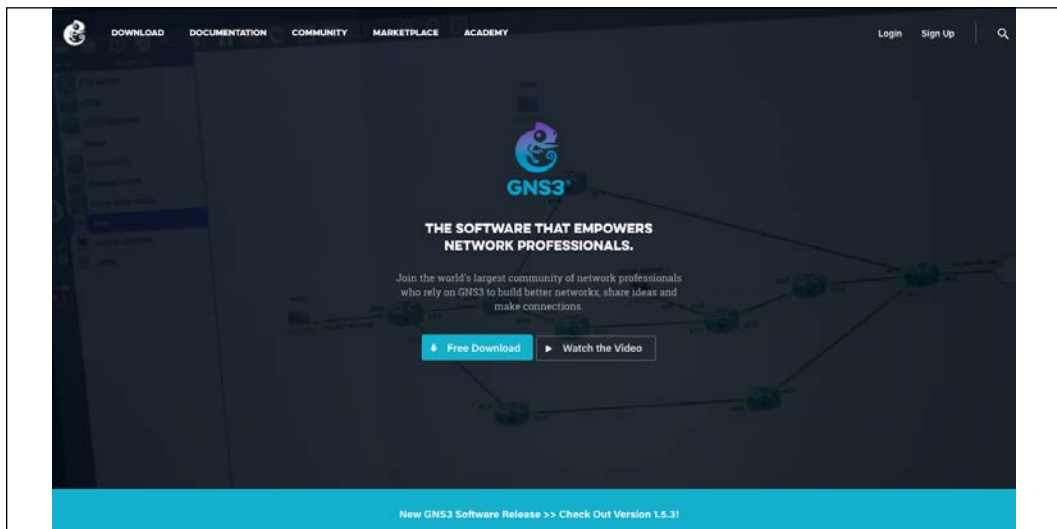 DOWNLOAD DOCUMENTATION COMMUNITY MARKETPLACE ACADEMY Login Sign Up
GNS3®
THE SOFTWARE THAT EMPOWERS
NETWORK PROFESSIONALS.
Join the world's largest community of network professionals
who rely on GNS3 to build better networks, share ideas and
make connections.
Free Download Watch the Video
New GNS3 Software Release >> Check Out Version 1.5.3!